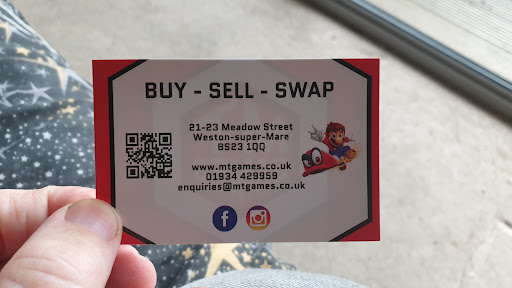 BUY - SELL - SWAP
21-23 Meadow Street
Weston-super-Mare
BS23 1QQ
www.mtgames.co.uk
01934 429959
enquiries@mtgames.co.uk